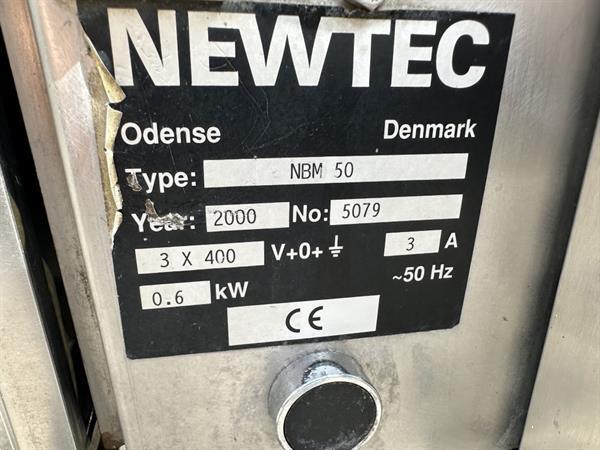 NEWTEC
Odense Denmark
Type: NBM 50
Year: 2000 No: 5079
3 X 400 V+0+⏚ 3 A
0.6 kW ~50 Hz
CE